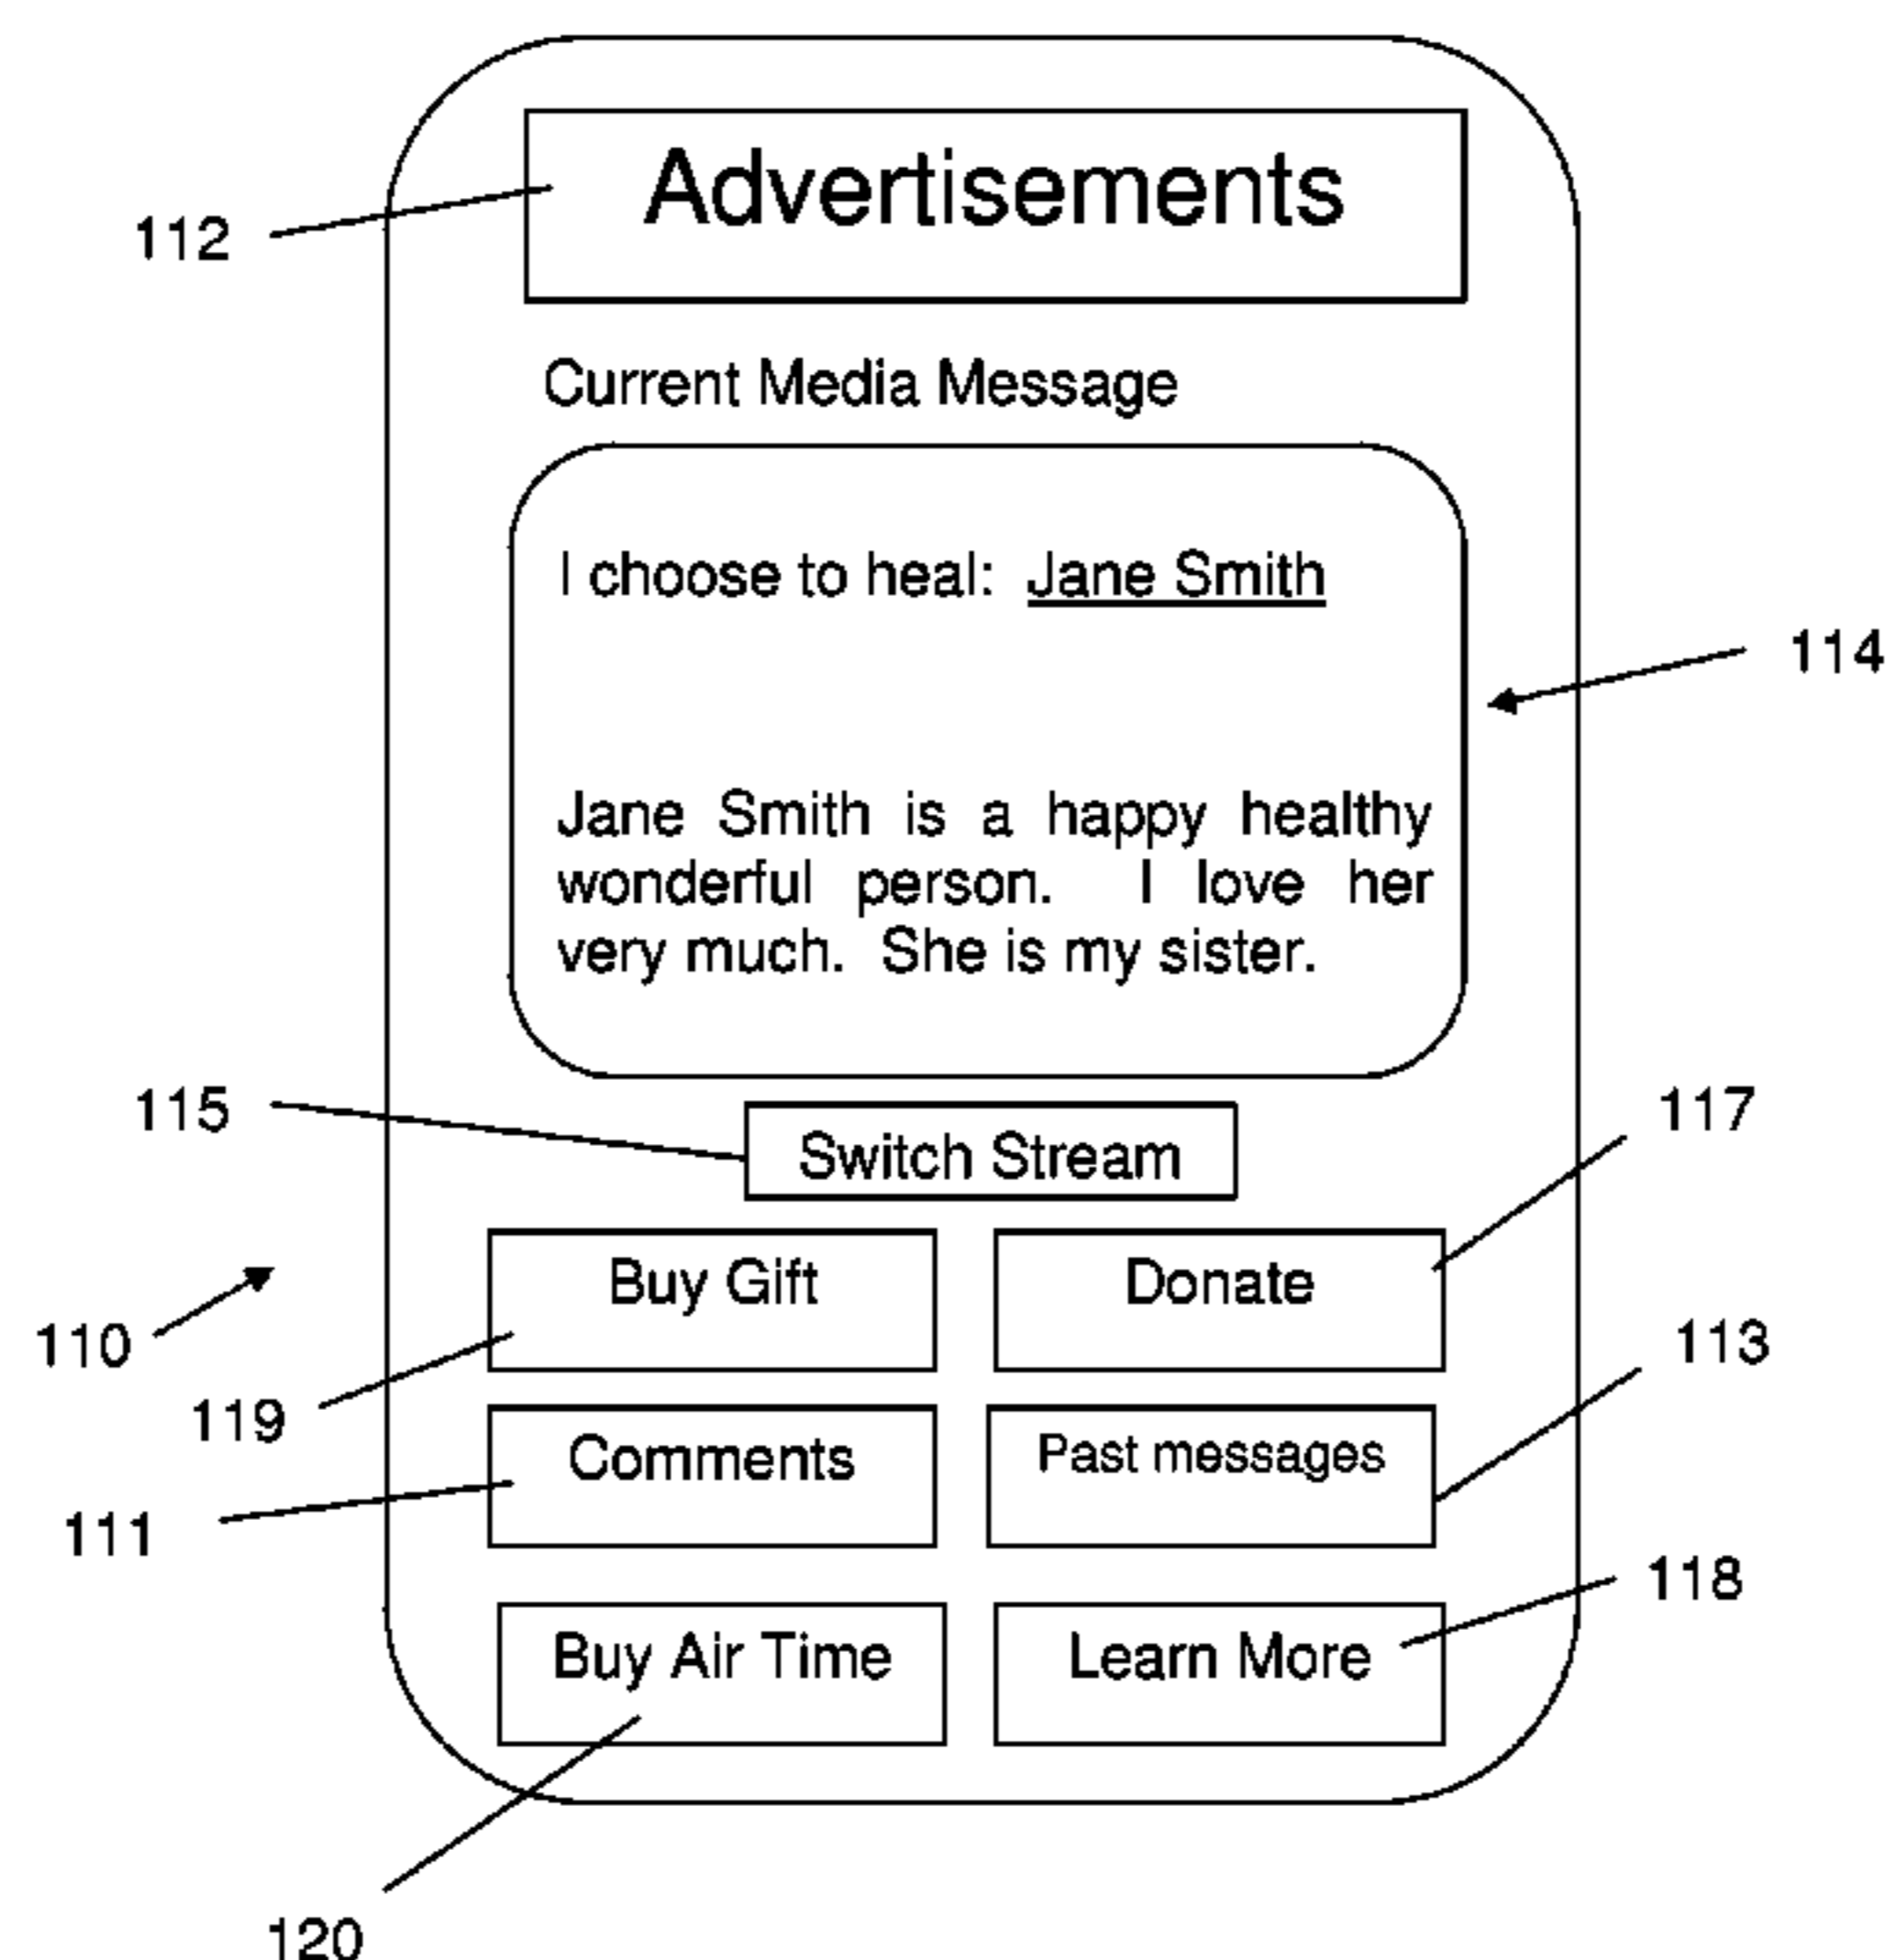 Advertisements
112
Current Media Message
I choose to heal: Jane Smith
114
Jane Smith is a happy healthy
wonderful person. I love her
very much. She is my sister.
115
117
Switch Stream
Buy Gift
Donate
110
113
119
Comments
Past messages
111
118
Buy Air Time
Learn More
120